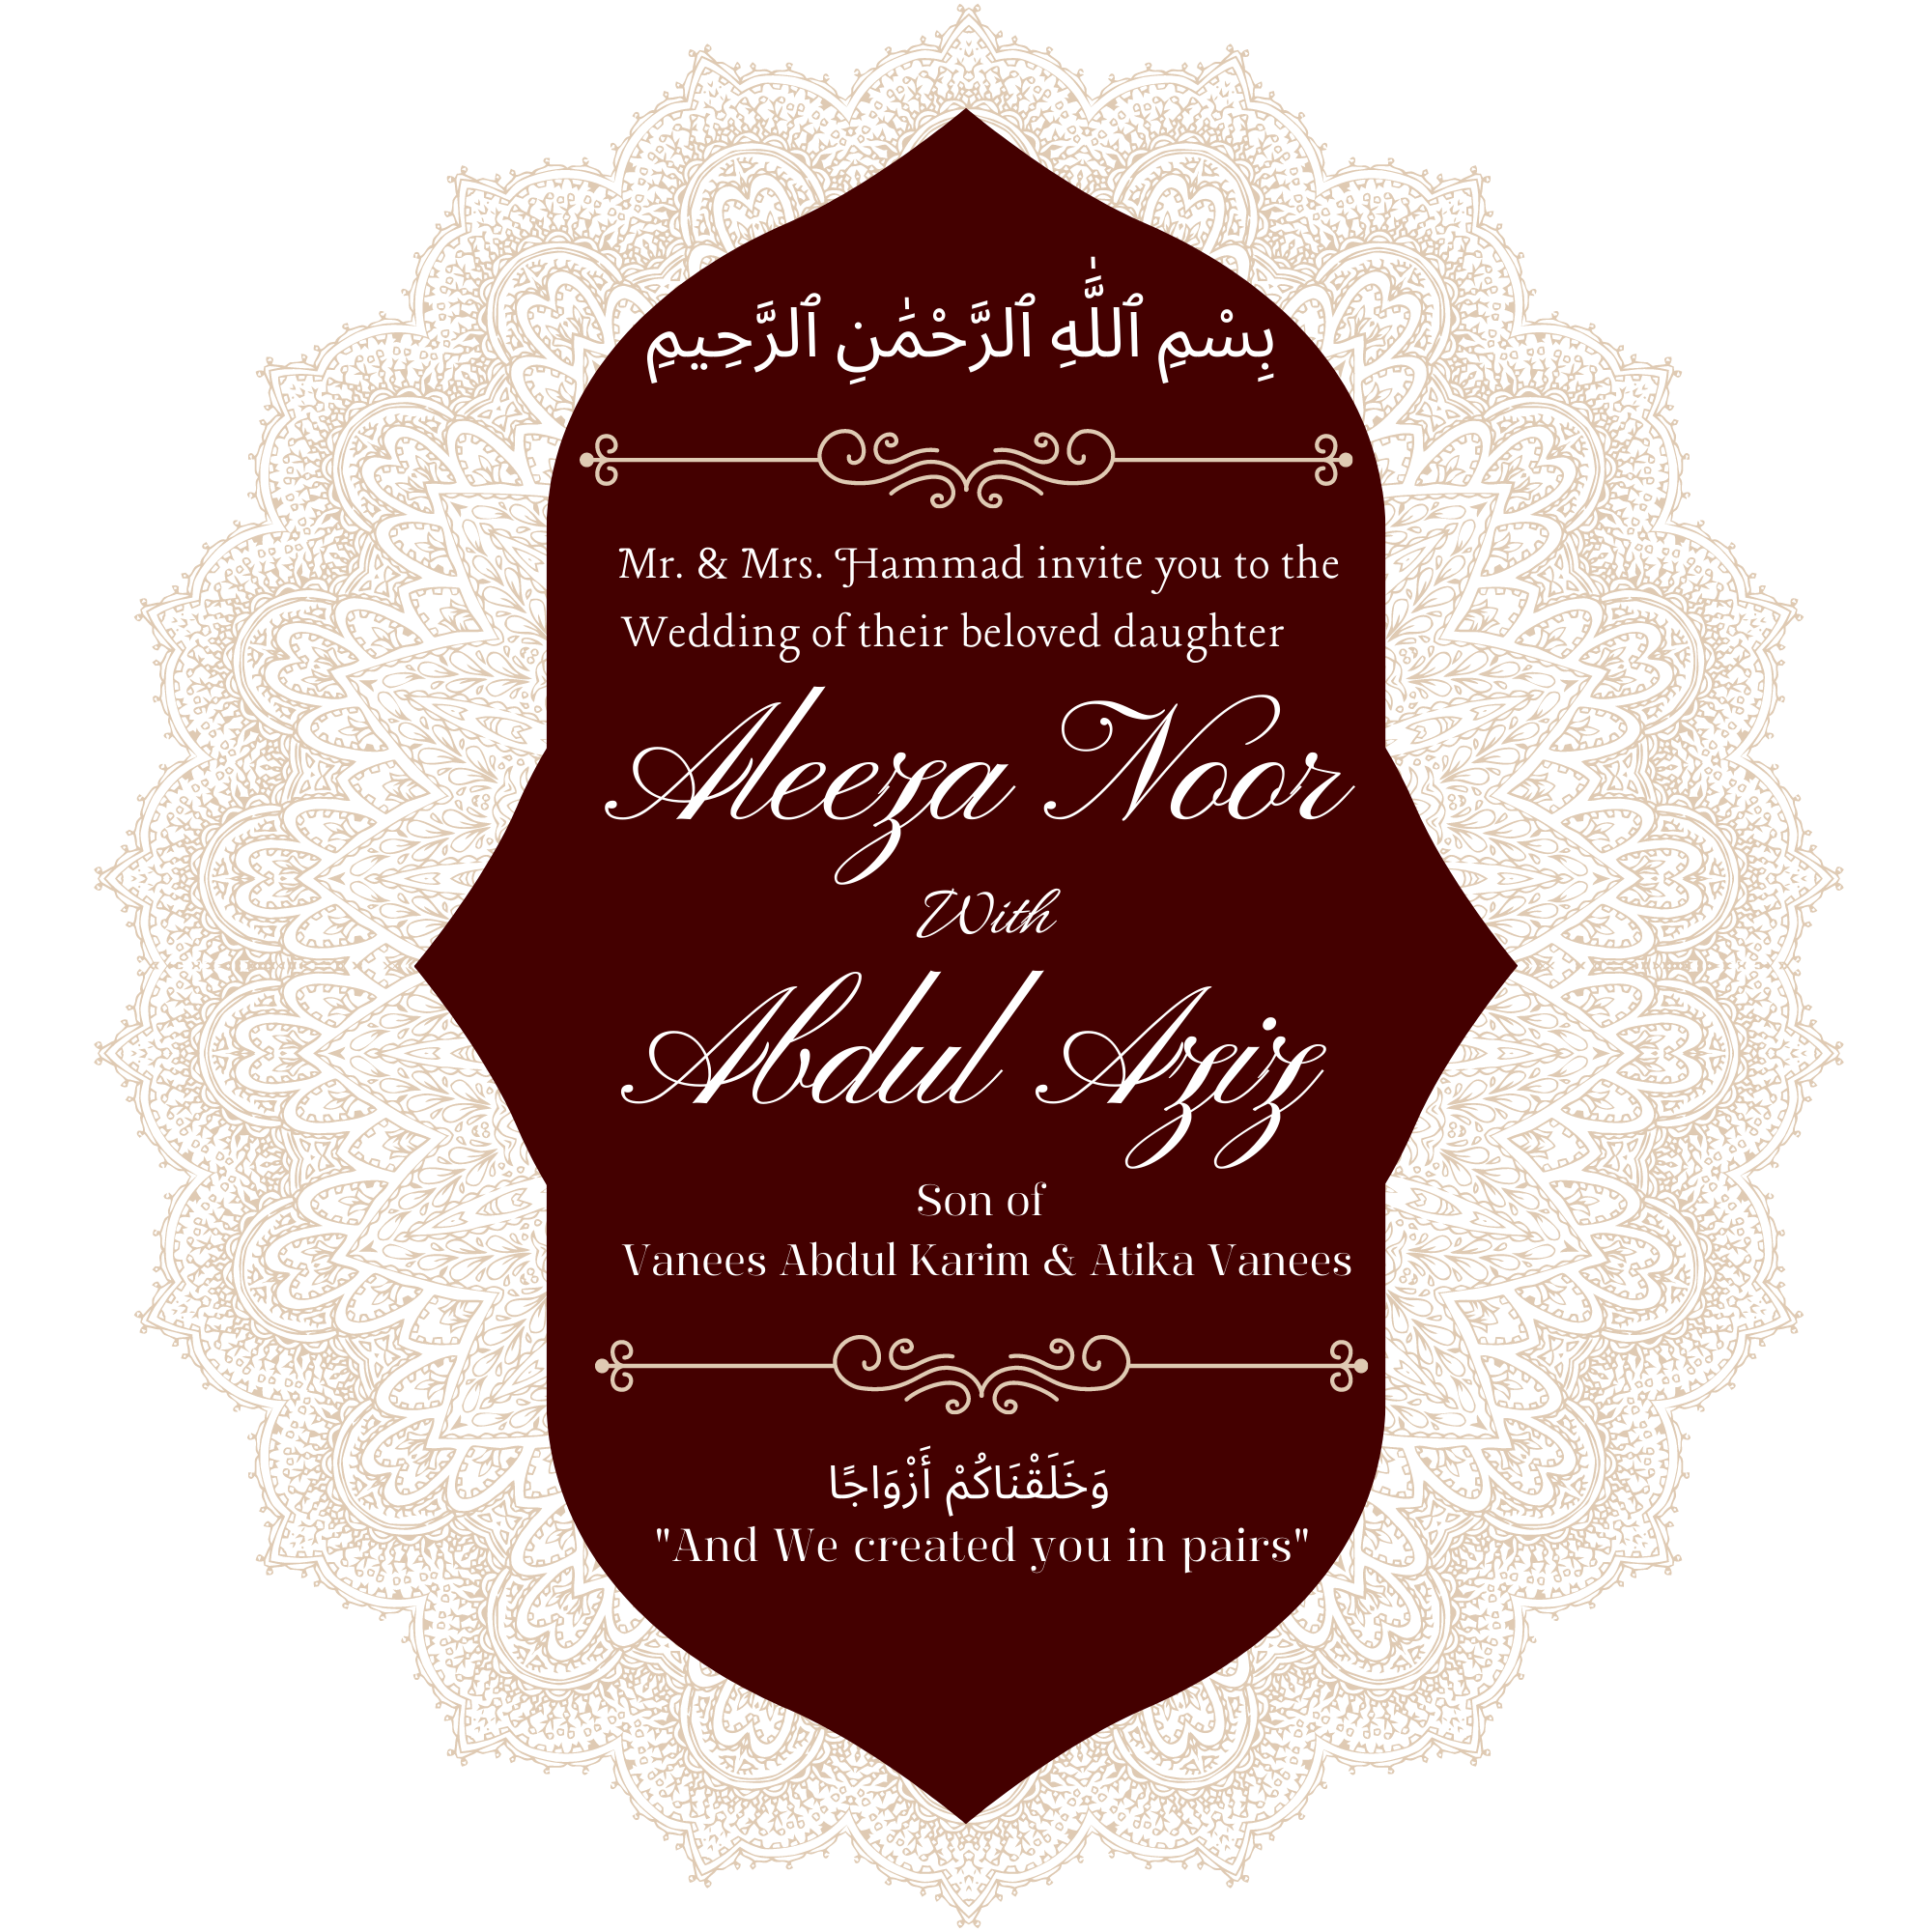 بِسْمِ ٱللَّٰهِ ٱلرَّحْمَٰنِ ٱلرَّحِيمِ
Mr. & Mrs. Hammad invite you to the
Wedding of their beloved daughter
Aleeza Noor
With
Abdul Aziz
Son of
Vanees Abdul Karim & Atika Vanees
وَخَلَقْنَاكُمْ أَزْوَاجًا
"And We created you in pairs"